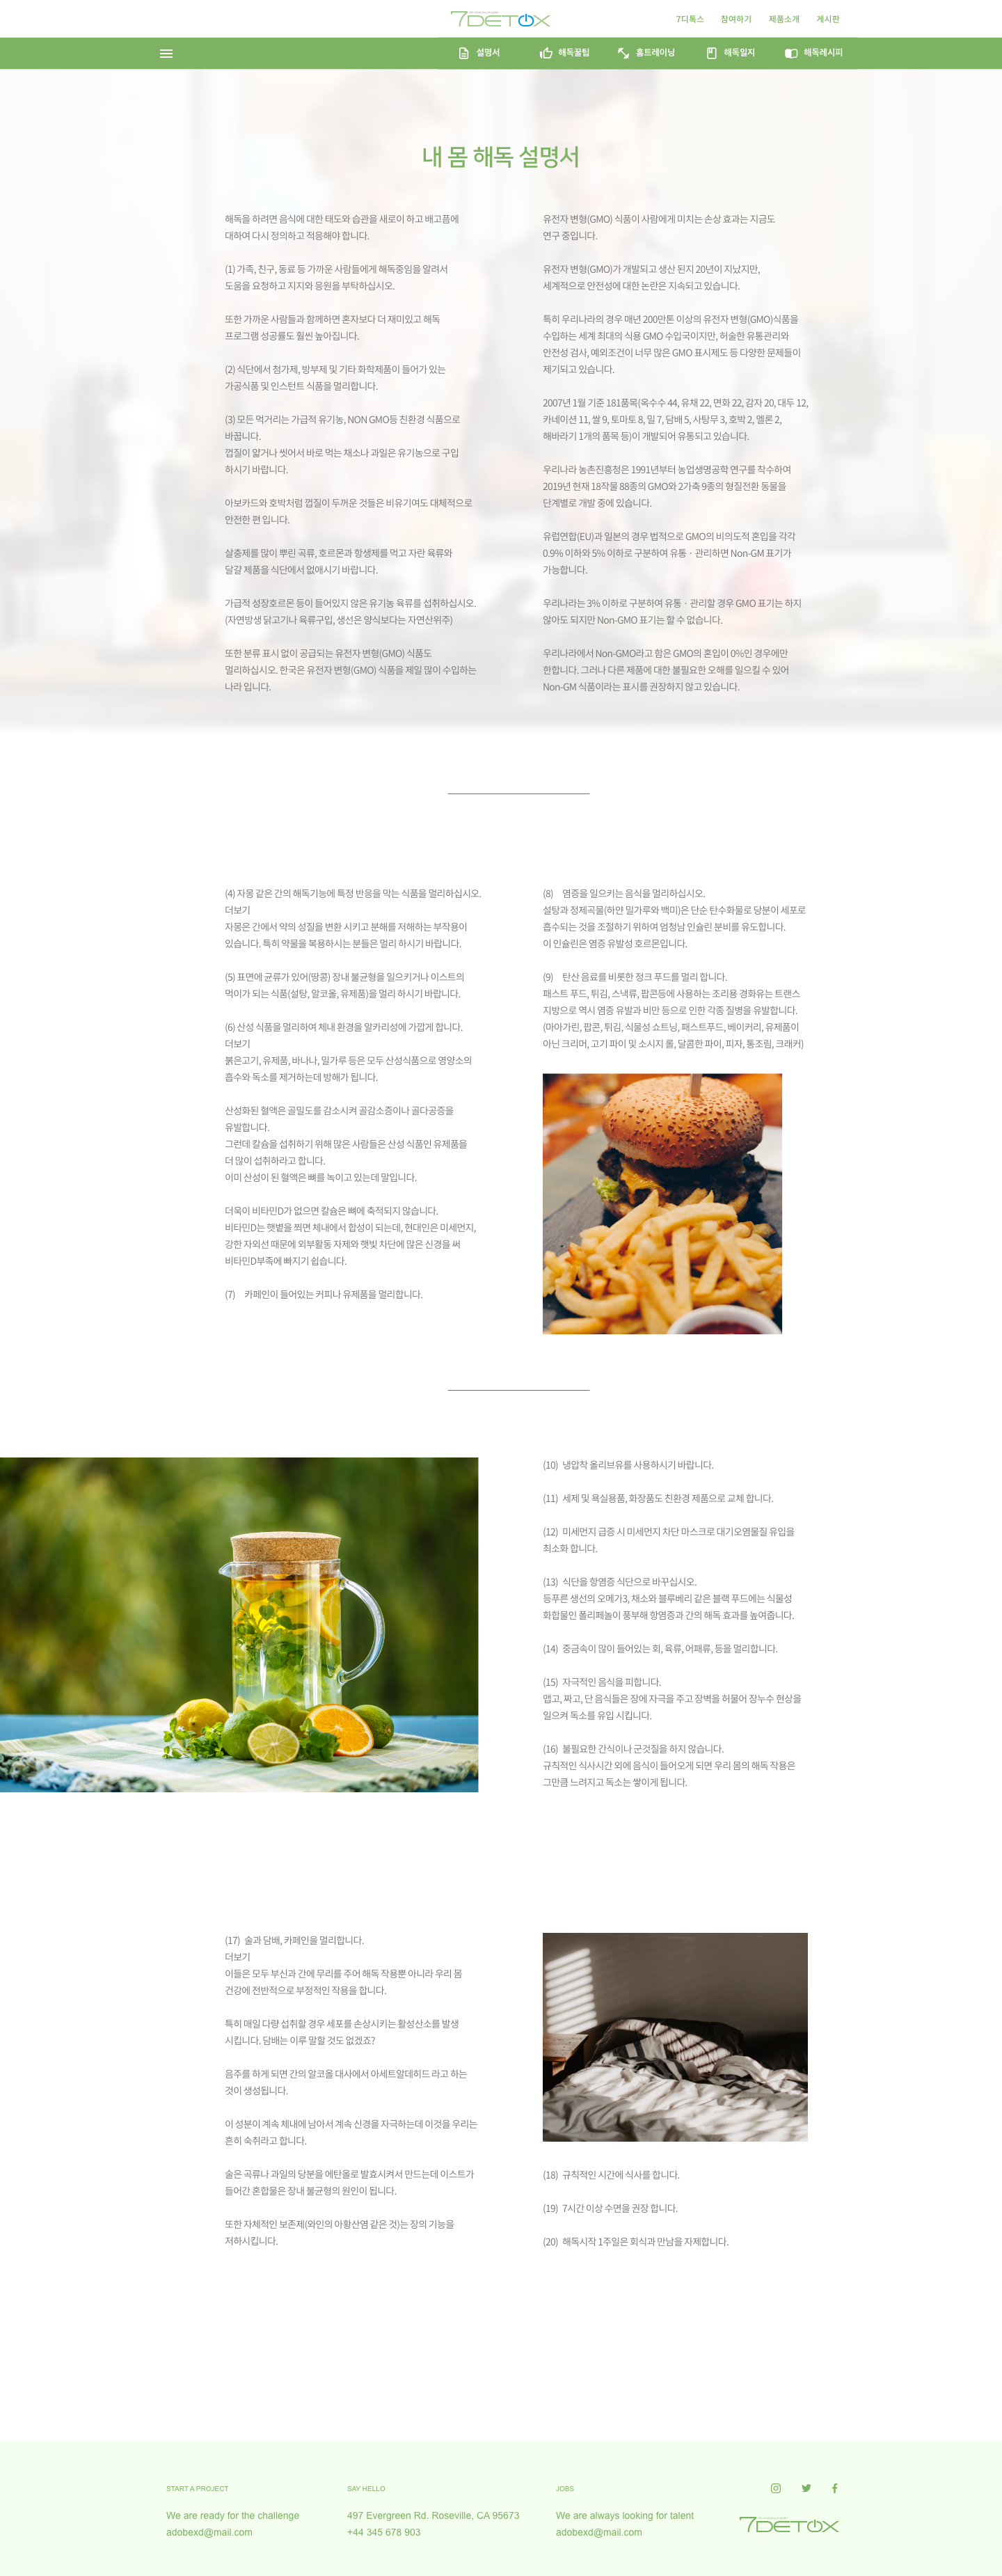 7DETOX
7디톡스 참여하기 제품소개 게시판
설명서 해독꿀팁 홈트레이닝 해독일지 해독레시피
내 몸 해독 설명서
해독을 하려면 음식에 대한 태도와 습관을 새로이 하고 배고픔에
대하여 다시 정의하고 적응해야 합니다.
(1) 가족, 친구, 동료 등 가까운 사람들에게 해독중임을 알려서
도움을 요청하고 지지와 응원을 부탁하십시오.
또한 가까운 사람들과 함께하면 혼자보다 더 재미있고 해독
프로그램 성공률도 훨씬 높아집니다.
(2) 식단에서 첨가제, 방부제 및 기타 화학제품이 들어가 있는
가공식품 및 인스턴트 식품을 멀리합니다.
(3) 모든 먹거리는 가급적 유기농, NON GMO등 친환경 식품으로
바꿉니다.
껍질이 얇거나 씻어서 바로 먹는 채소나 과일은 유기농으로 구입
하시기 바랍니다.
아보카드와 호박처럼 껍질이 두꺼운 것들은 비유기여도 대체적으로
안전한 편 입니다.
살충제를 많이 뿌린 곡류, 호르몬과 항생제를 먹고 자란 육류와
달걀 제품을 식단에서 없애시기 바랍니다.
가급적 성장호르몬 등이 들어있지 않은 유기농 육류를 섭취하십시오.
(자연방생 닭고기나 육류구입, 생선은 양식보다는 자연산위주)
또한 분류 표시 없이 공급되는 유전자 변형(GMO) 식품도
멀리하십시오. 한국은 유전자 변형(GMO) 식품을 제일 많이 수입하는
나라 입니다.
유전자 변형(GMO) 식품이 사람에게 미치는 손상 효과는 지금도
연구 중입니다.
유전자 변형(GMO)가 개발되고 생산 된지 20년이 지났지만,
세계적으로 안전성에 대한 논란은 지속되고 있습니다.
특히 우리나라의 경우 매년 200만톤 이상의 유전자 변형(GMO)식품을
수입하는 세계 최대의 식용 GMO 수입국이지만, 허술한 유통관리와
안전성 검사, 예외조건이 너무 많은 GMO 표시제도 등 다양한 문제들이
제기되고 있습니다.
2007년 1월 기준 181품목(옥수수 44, 유채 22, 면화 22, 감자 20, 대두 12,
카네이션 11, 쌀 9, 토마토 8, 밀 7, 담배 5, 사탕무 3, 호박 2, 멜론 2,
해바라기 1개의 품목 등)이 개발되어 유통되고 있습니다.
우리나라 농촌진흥청은 1991년부터 농업생명공학 연구를 착수하여
2019년 현재 18작물 88종의 GMO와 2가축 9종의 형질전환 동물을
단계별로 개발 중에 있습니다.
유럽연합(EU)과 일본의 경우 법적으로 GMO의 비의도적 혼입을 각각
0.9% 이하와 5% 이하로 구분하여 유통 · 관리하면 Non-GM 표기가
가능합니다.
우리나라는 3% 이하로 구분하여 유통 · 관리할 경우 GMO 표기는 하지
않아도 되지만 Non-GMO 표기는 할 수 없습니다.
우리나라에서 Non-GMO라고 함은 GMO의 혼입이 0%인 경우에만
한합니다. 그러나 다른 제품에 대한 불필요한 오해를 일으킬 수 있어
Non-GM 식품이라는 표시를 권장하지 않고 있습니다.
(4) 자몽 같은 간의 해독기능에 특정 반응을 막는 식품을 멀리하십시오.
더보기
자몽은 간에서 약의 성질을 변환 시키고 분해를 저해하는 부작용이
있습니다. 특히 약물을 복용하시는 분들은 멀리 하시기 바랍니다.
(5) 표면에 균류가 있어(땅콩) 장내 불균형을 일으키거나 이스트의
먹이가 되는 식품(설탕, 알코올, 유제품)을 멀리 하시기 바랍니다.
(6) 산성 식품을 멀리하여 체내 환경을 알카리성에 가깝게 합니다.
더보기
붉은고기, 유제품, 바나나, 밀가루 등은 모두 산성식품으로 영양소의
흡수와 독소를 제거하는데 방해가 됩니다.
산성화된 혈액은 골밀도를 감소시켜 골감소증이나 골다공증을
유발합니다.
그런데 칼슘을 섭취하기 위해 많은 사람들은 산성 식품인 유제품을
더 많이 섭취하라고 합니다.
이미 산성이 된 혈액은 뼈를 녹이고 있는데 말입니다.
더욱이 비타민D가 없으면 칼슘은 뼈에 축적되지 않습니다.
비타민D는 햇볕을 쬐면 체내에서 합성이 되는데, 현대인은 미세먼지,
강한 자외선 때문에 외부활동 자제와 햇빛 차단에 많은 신경을 써
비타민D부족에 빠지기 쉽습니다.
(7) 카페인이 들어있는 커피나 유제품을 멀리합니다.
(8) 염증을 일으키는 음식을 멀리하십시오.
설탕과 정제곡물(하얀 밀가루와 백미)은 단순 탄수화물로 당분이 세포로
흡수되는 것을 조절하기 위하여 엄청남 인슐린 분비를 유도합니다.
이 인슐린은 염증 유발성 호르몬입니다.
(9) 탄산 음료를 비롯한 정크 푸드를 멀리 합니다.
패스트 푸드, 튀김, 스낵류, 팝콘등에 사용하는 조리용 경화유는 트랜스
지방으로 역시 염증 유발과 비만 등으로 인한 각종 질병을 유발합니다.
(마아가린, 팝콘, 튀김, 식물성 쇼트닝, 패스트푸드, 베이커리, 유제품이
아닌 크리머, 고기 파이 및 소시지 롤, 달콤한 파이, 피자, 통조림, 크래커)
(10) 냉압착 올리브유를 사용하시기 바랍니다.
(11) 세제 및 욕실용품, 화장품도 친환경 제품으로 교체 합니다.
(12) 미세먼지 급증 시 미세먼지 차단 마스크로 대기오염물질 유입을
최소화 합니다.
(13) 식단을 항염증 식단으로 바꾸십시오.
등푸른 생선의 오메가3, 채소와 블루베리 같은 블랙 푸드에는 식물성
화합물인 폴리페놀이 풍부해 항염증과 간의 해독 효과를 높여줍니다.
(14) 중금속이 많이 들어있는 회, 육류, 어패류, 등을 멀리합니다.
(15) 자극적인 음식을 피합니다.
맵고, 짜고, 단 음식들은 장에 자극을 주고 장벽을 허물어 장누수 현상을
일으켜 독소를 유입 시킵니다.
(16) 불필요한 간식이나 군것질을 하지 않습니다.
규칙적인 식사시간 외에 음식이 들어오게 되면 우리 몸의 해독 작용은
그만큼 느려지고 독소는 쌓이게 됩니다.
(17) 술과 담배, 카페인을 멀리합니다.
더보기
이들은 모두 부신과 간에 무리를 주어 해독 작용뿐 아니라 우리 몸
건강에 전반적으로 부정적인 작용을 합니다.
특히 매일 다량 섭취할 경우 세포를 손상시키는 활성산소를 발생
시킵니다. 담배는 이루 말할 것도 없겠죠?
음주를 하게 되면 간의 알코올 대사에서 아세트알데히드 라고 하는
것이 생성됩니다.
이 성분이 계속 체내에 남아서 계속 신경을 자극하는데 이것을 우리는
흔히 숙취라고 합니다.
술은 곡류나 과일의 당분을 에탄올로 발효시켜서 만드는데 이스트가
들어간 혼합물은 장내 불균형의 원인이 됩니다.
또한 자체적인 보존제(와인의 아황산염 같은 것)는 장의 기능을
저하시킵니다.
(18) 규칙적인 시간에 식사를 합니다.
(19) 7시간 이상 수면을 권장 합니다.
(20) 해독시작 1주일은 회식과 만남을 자제합니다.
START A PROJECT
We are ready for the challenge
adobexd@mail.com
SAY HELLO
497 Evergreen Rd. Roseville, CA 95673
+44 345 678 903
JOBS
We are always looking for talent
adobexd@mail.com
7DETOX